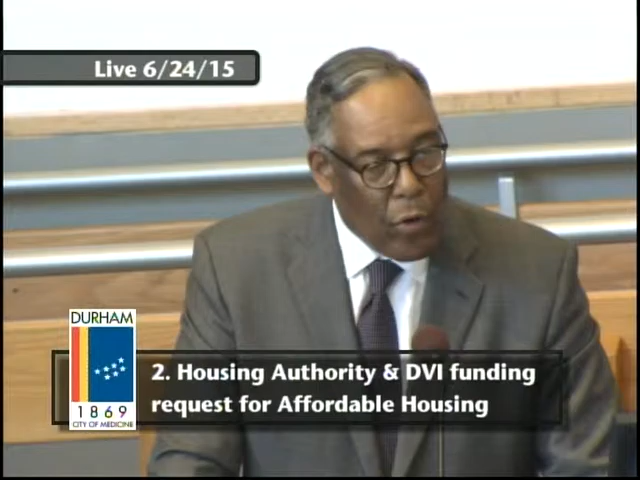 Live 6/24/15
DURHAM
1869
CITY OF MEDICINE
2. Housing Authority & DVI funding
request for Affordable Housing